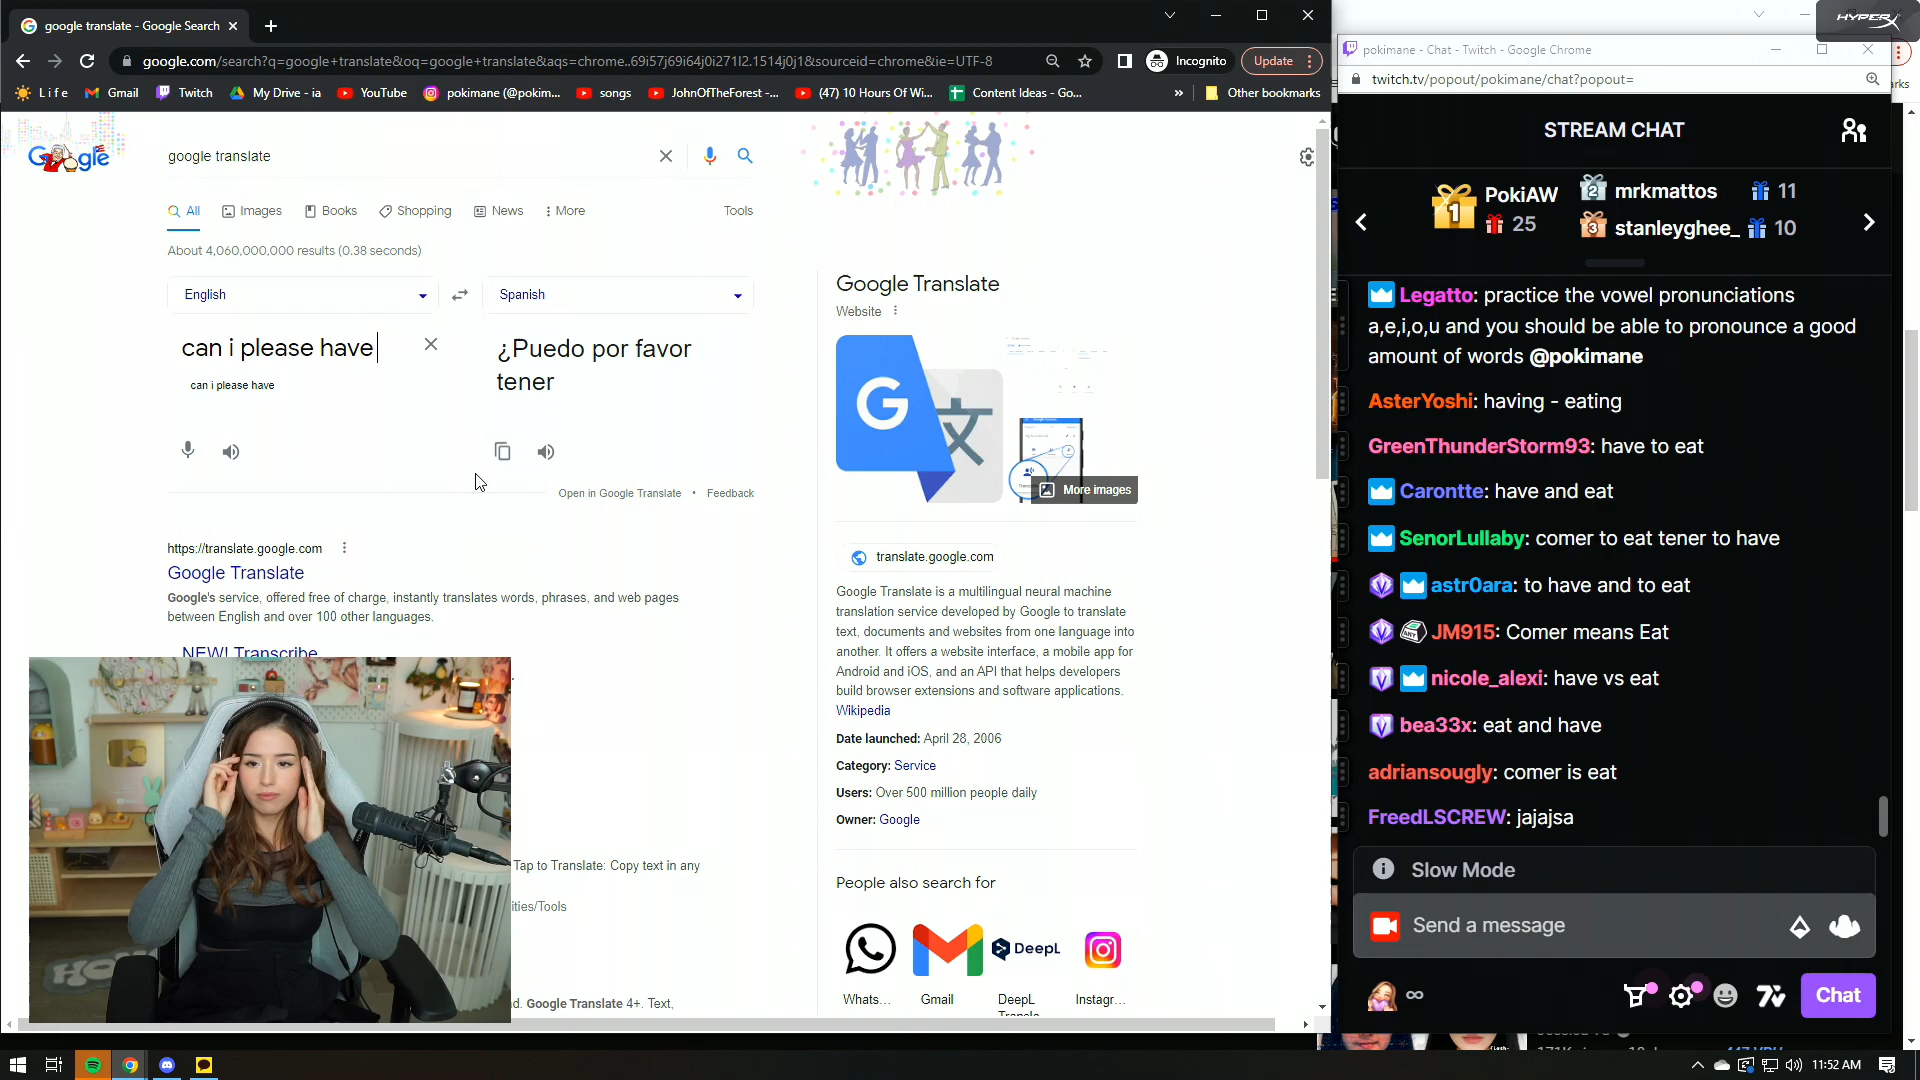 google translate - Google Search
google.com/search?q=google+translate&oq=google+translate&aqs=chrome..69i57j69i64j0i271l2.1514j0j1&sourceid=chrome&ie=UTF-8
Incognito
Update
L i f e
Gmail
Twitch
My Drive - ia
YouTube
pokimane (@pokim...
songs
JohnOfTheForest -...
(47) 10 Hours Of Wi...
Content Ideas - Go...
»
Other bookmarks
Google
google translate
All
Images
Books
Shopping
News
More
Tools
About 4,060,000,000 results (0.38 seconds)
English
Spanish
can i please have
can i please have
¿Puedo por favor
tener
Open in Google Translate • Feedback
https://translate.google.com
Google Translate
Google's service, offered free of charge, instantly translates words, phrases, and web pages
between English and over 100 other languages.
NEW! Transcribe
Tap to Translate: Copy text in any
ities/Tools
d. Google Translate 4+. Text,
Google Translate
Website
More images
translate.google.com
Google Translate is a multilingual neural machine
translation service developed by Google to translate
text, documents and websites from one language into
another. It offers a website interface, a mobile app for
Android and iOS, and an API that helps developers
build browser extensions and software applications.
Wikipedia
Date launched: April 28, 2006
Category: Service
Users: Over 500 million people daily
Owner: Google
People also search for
DeepL
Whats...
Gmail
DeepL
Transla...
Instagr...
HYPERX
pokimane - Chat - Twitch - Google Chrome
twitch.tv/popout/pokimane/chat?popout=
arks
STREAM CHAT
1
PokiAW
25
2
mrkmattos
11
3
stanleyghee_
10
Legatto: practice the vowel pronunciations
a,e,i,o,u and you should be able to pronounce a good
amount of words @pokimane
AsterYoshi: having - eating
GreenThunderStorm93: have to eat
Carontte: have and eat
SenorLullaby: comer to eat tener to have
astr0ara: to have and to eat
JM915: Comer means Eat
nicole_alexi: have vs eat
bea33x: eat and have
adriansougly: comer is eat
FreedLSCREW: jajajsa
Slow Mode
Send a message
∞
Chat
11:52 AM